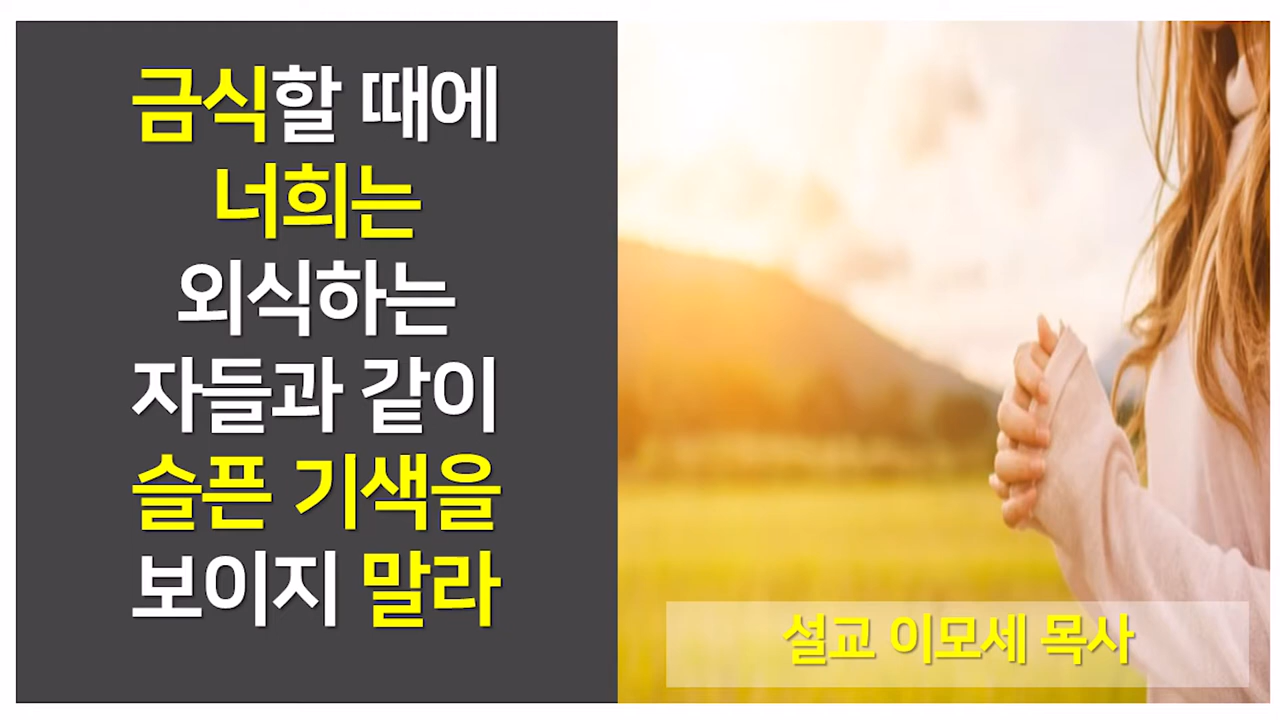 금식할 때에
너희는
외식하는
자들과 같이
슬픈 기색을
보이지 말라
설교 이모세 목사